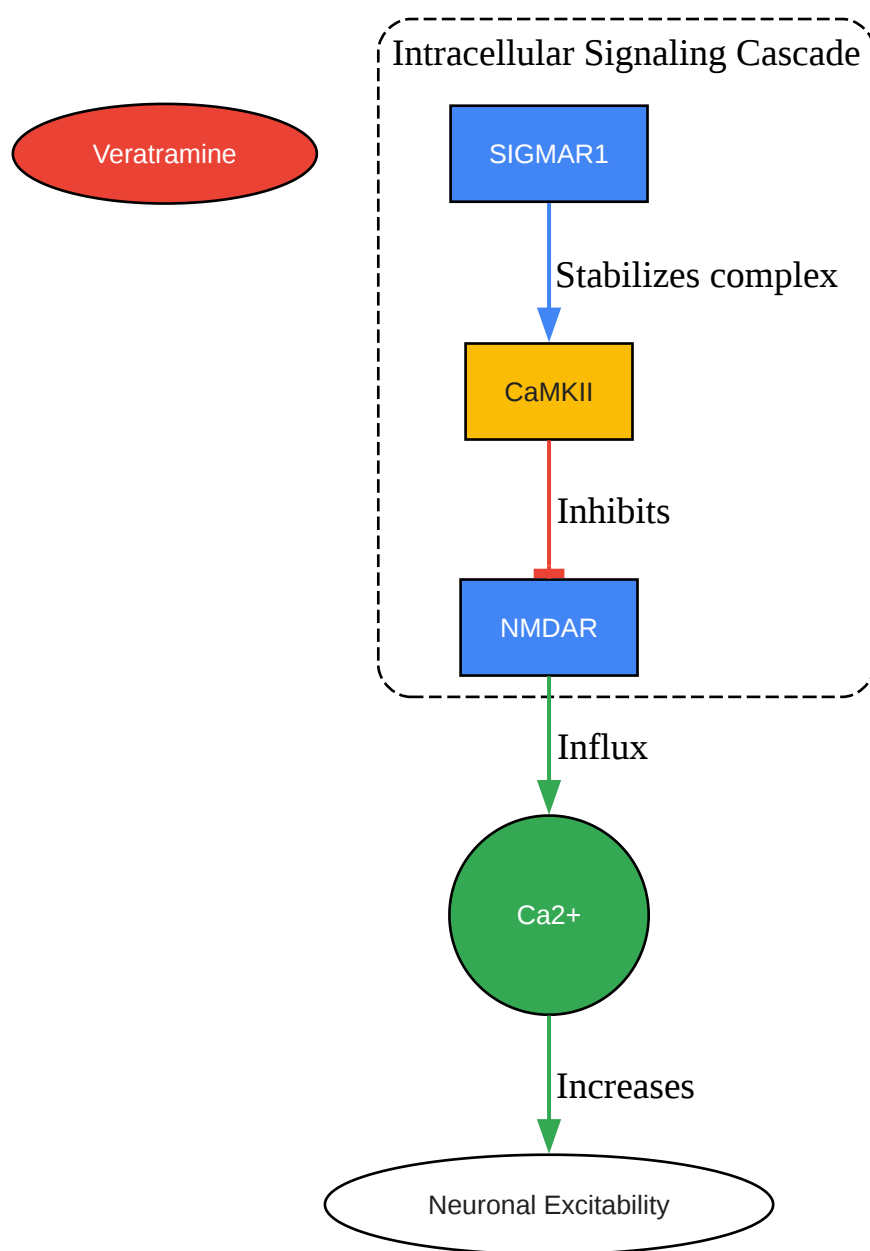 Intracellular Signaling Cascade
Veratramine
SIGMAR1
Stabilizes complex
CaMKII
Inhibits
NMDAR
Influx
Ca2+
Increases
Neuronal Excitability